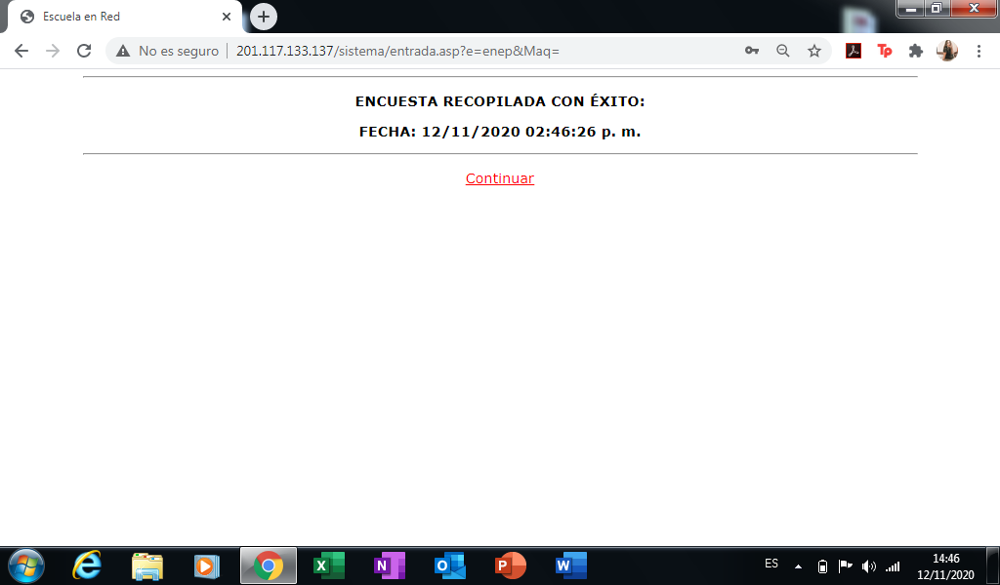 Escuela en Red
No es seguro
201.117.133.137/sistema/entrada.asp?e=enep&Maq=
ENCUESTA RECOPILADA CON ÉXITO:
FECHA: 12/11/2020 02:46:26 p. m.
Continuar
ES
14:46
12/11/2020